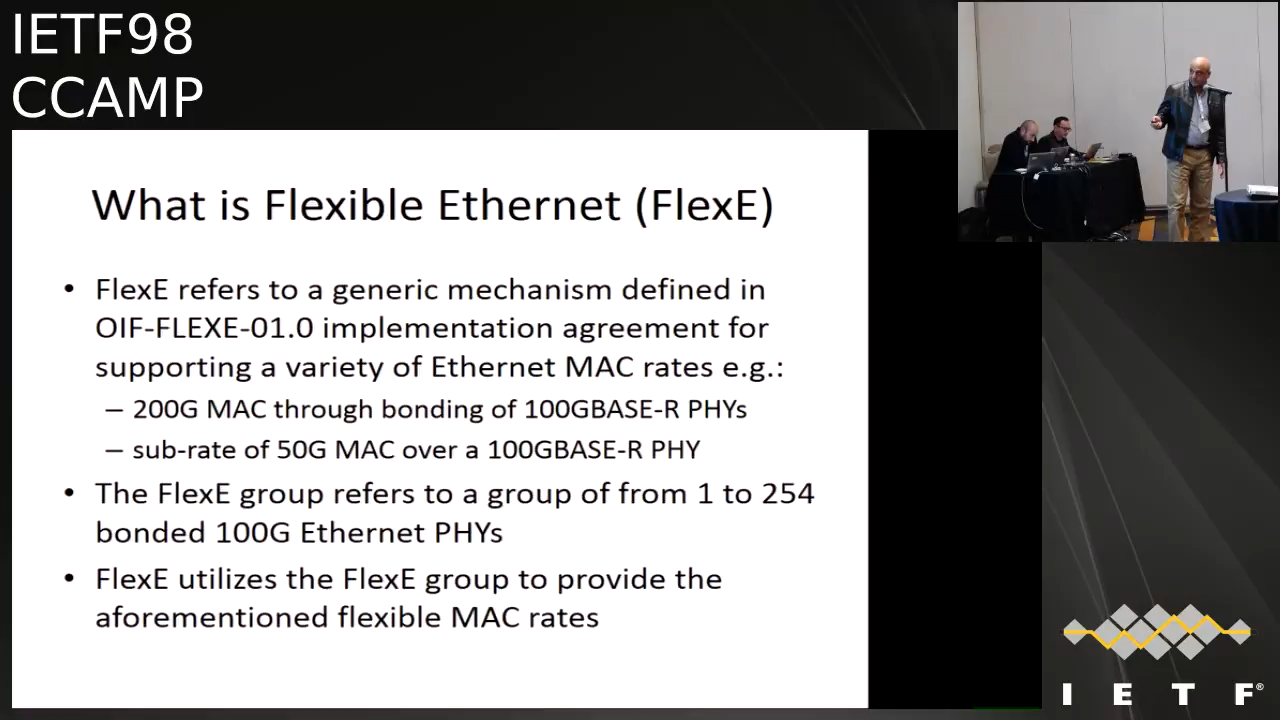 IETF98
CCAMP
What is Flexible Ethernet (FlexE)
• FlexE refers to a generic mechanism defined in
OIF-FLEXE-01.0 implementation agreement for
supporting a variety of Ethernet MAC rates e.g.:
– 200G MAC through bonding of 100GBASE-R PHYs
– sub-rate of 50G MAC over a 100GBASE-R PHY
• The FlexE group refers to a group of from 1 to 254
bonded 100G Ethernet PHYs
• FlexE utilizes the FlexE group to provide the
aforementioned flexible MAC rates
I E T F®